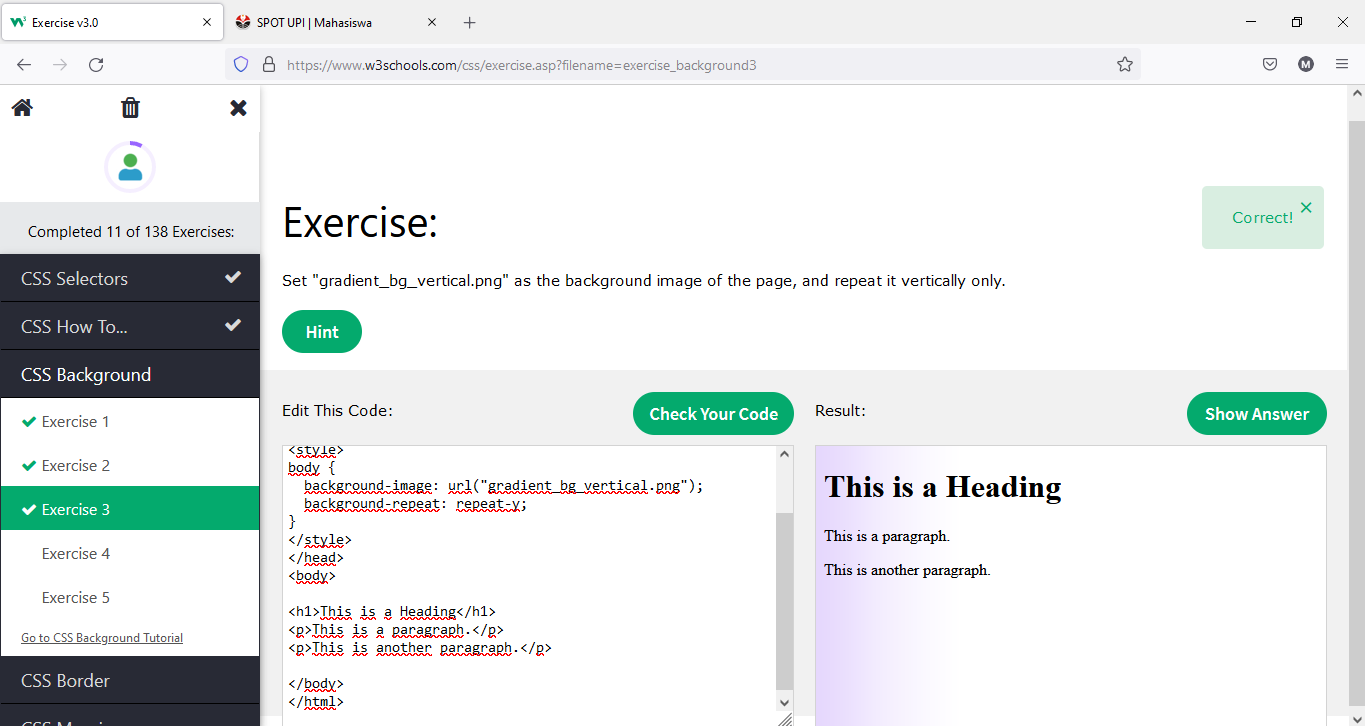 Exercise v3.0
SPOT UPI | Mahasiswa
https://www.w3schools.com/css/exercise.asp?filename=exercise_background3
M
Completed 11 of 138 Exercises:
CSS Selectors
CSS How To...
CSS Background
Exercise 1
Exercise 2
Exercise 3
Exercise 4
Exercise 5
Go to CSS Background Tutorial
CSS Border
Exercise:
Correct!
Set "gradient_bg_vertical.png" as the background image of the page, and repeat it vertically only.
Hint
Edit This Code:
Check Your Code
<style>
body {
  background-image: url("gradient_bg_vertical.png");
  background-repeat: repeat-y;
}
</style>
</head>
<body>
<h1>This is a Heading</h1>
<p>This is a paragraph.</p>
<p>This is another paragraph.</p>
</body>
</html>
Result:
Show Answer
This is a Heading
This is a paragraph.
This is another paragraph.